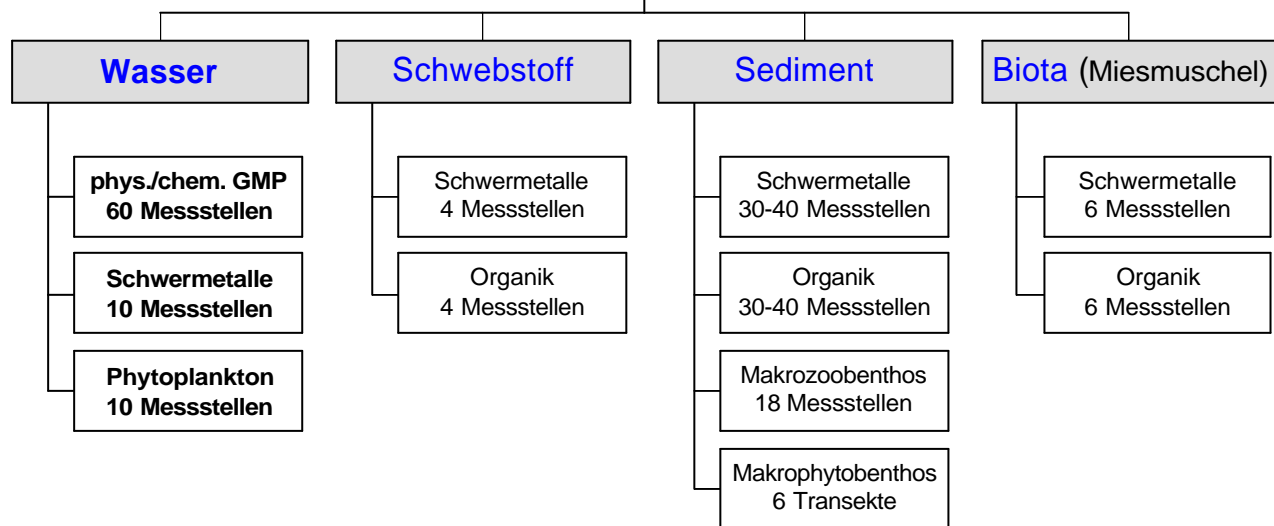 Wasser
phys./chem. GMP
60 Messstellen
Schwermetalle
10 Messstellen
Phytoplankton
10 Messstellen
Schwebstoff
Schwermetalle
4 Messstellen
Organik
4 Messstellen
Sediment
Schwermetalle
30-40 Messstellen
Organik
30-40 Messstellen
Makrozoobenthos
18 Messstellen
Makrophytobenthos
6 Transekte
Biota (Miesmuschel)
Schwermetalle
6 Messstellen
Organik
6 Messstellen